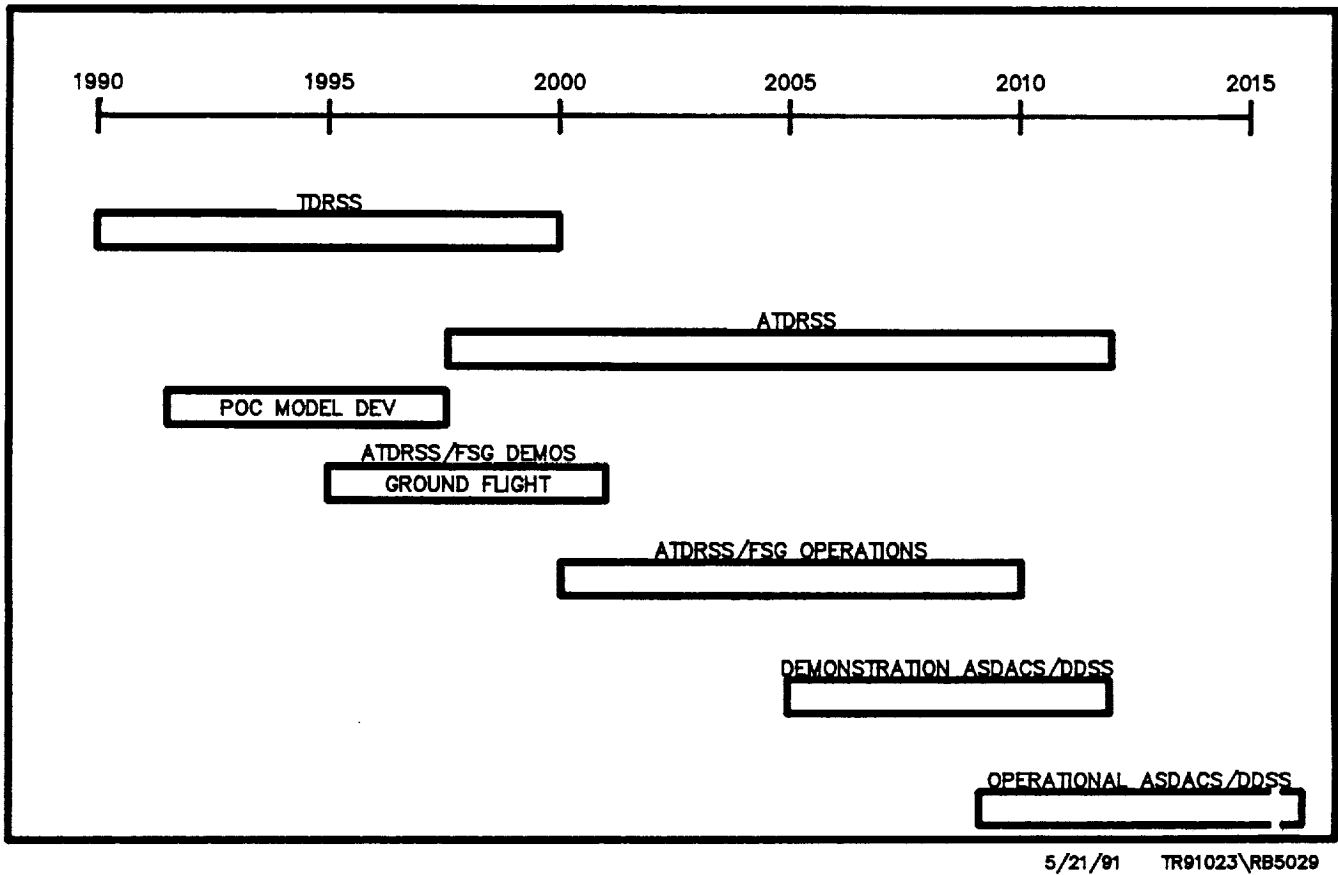 1990 1995 2000 2005 2010 2015
TDRSS
ATDRSS
POC MODEL DEV
ATDRSS/FSG DEMOS
GROUND FLIGHT
ATDRSS/FSG OPERATIONS
DEMONSTRATION ASDACS/DDSS
OPERATIONAL ASDACS/DDSS
5/21/91 TR91023\RB5029